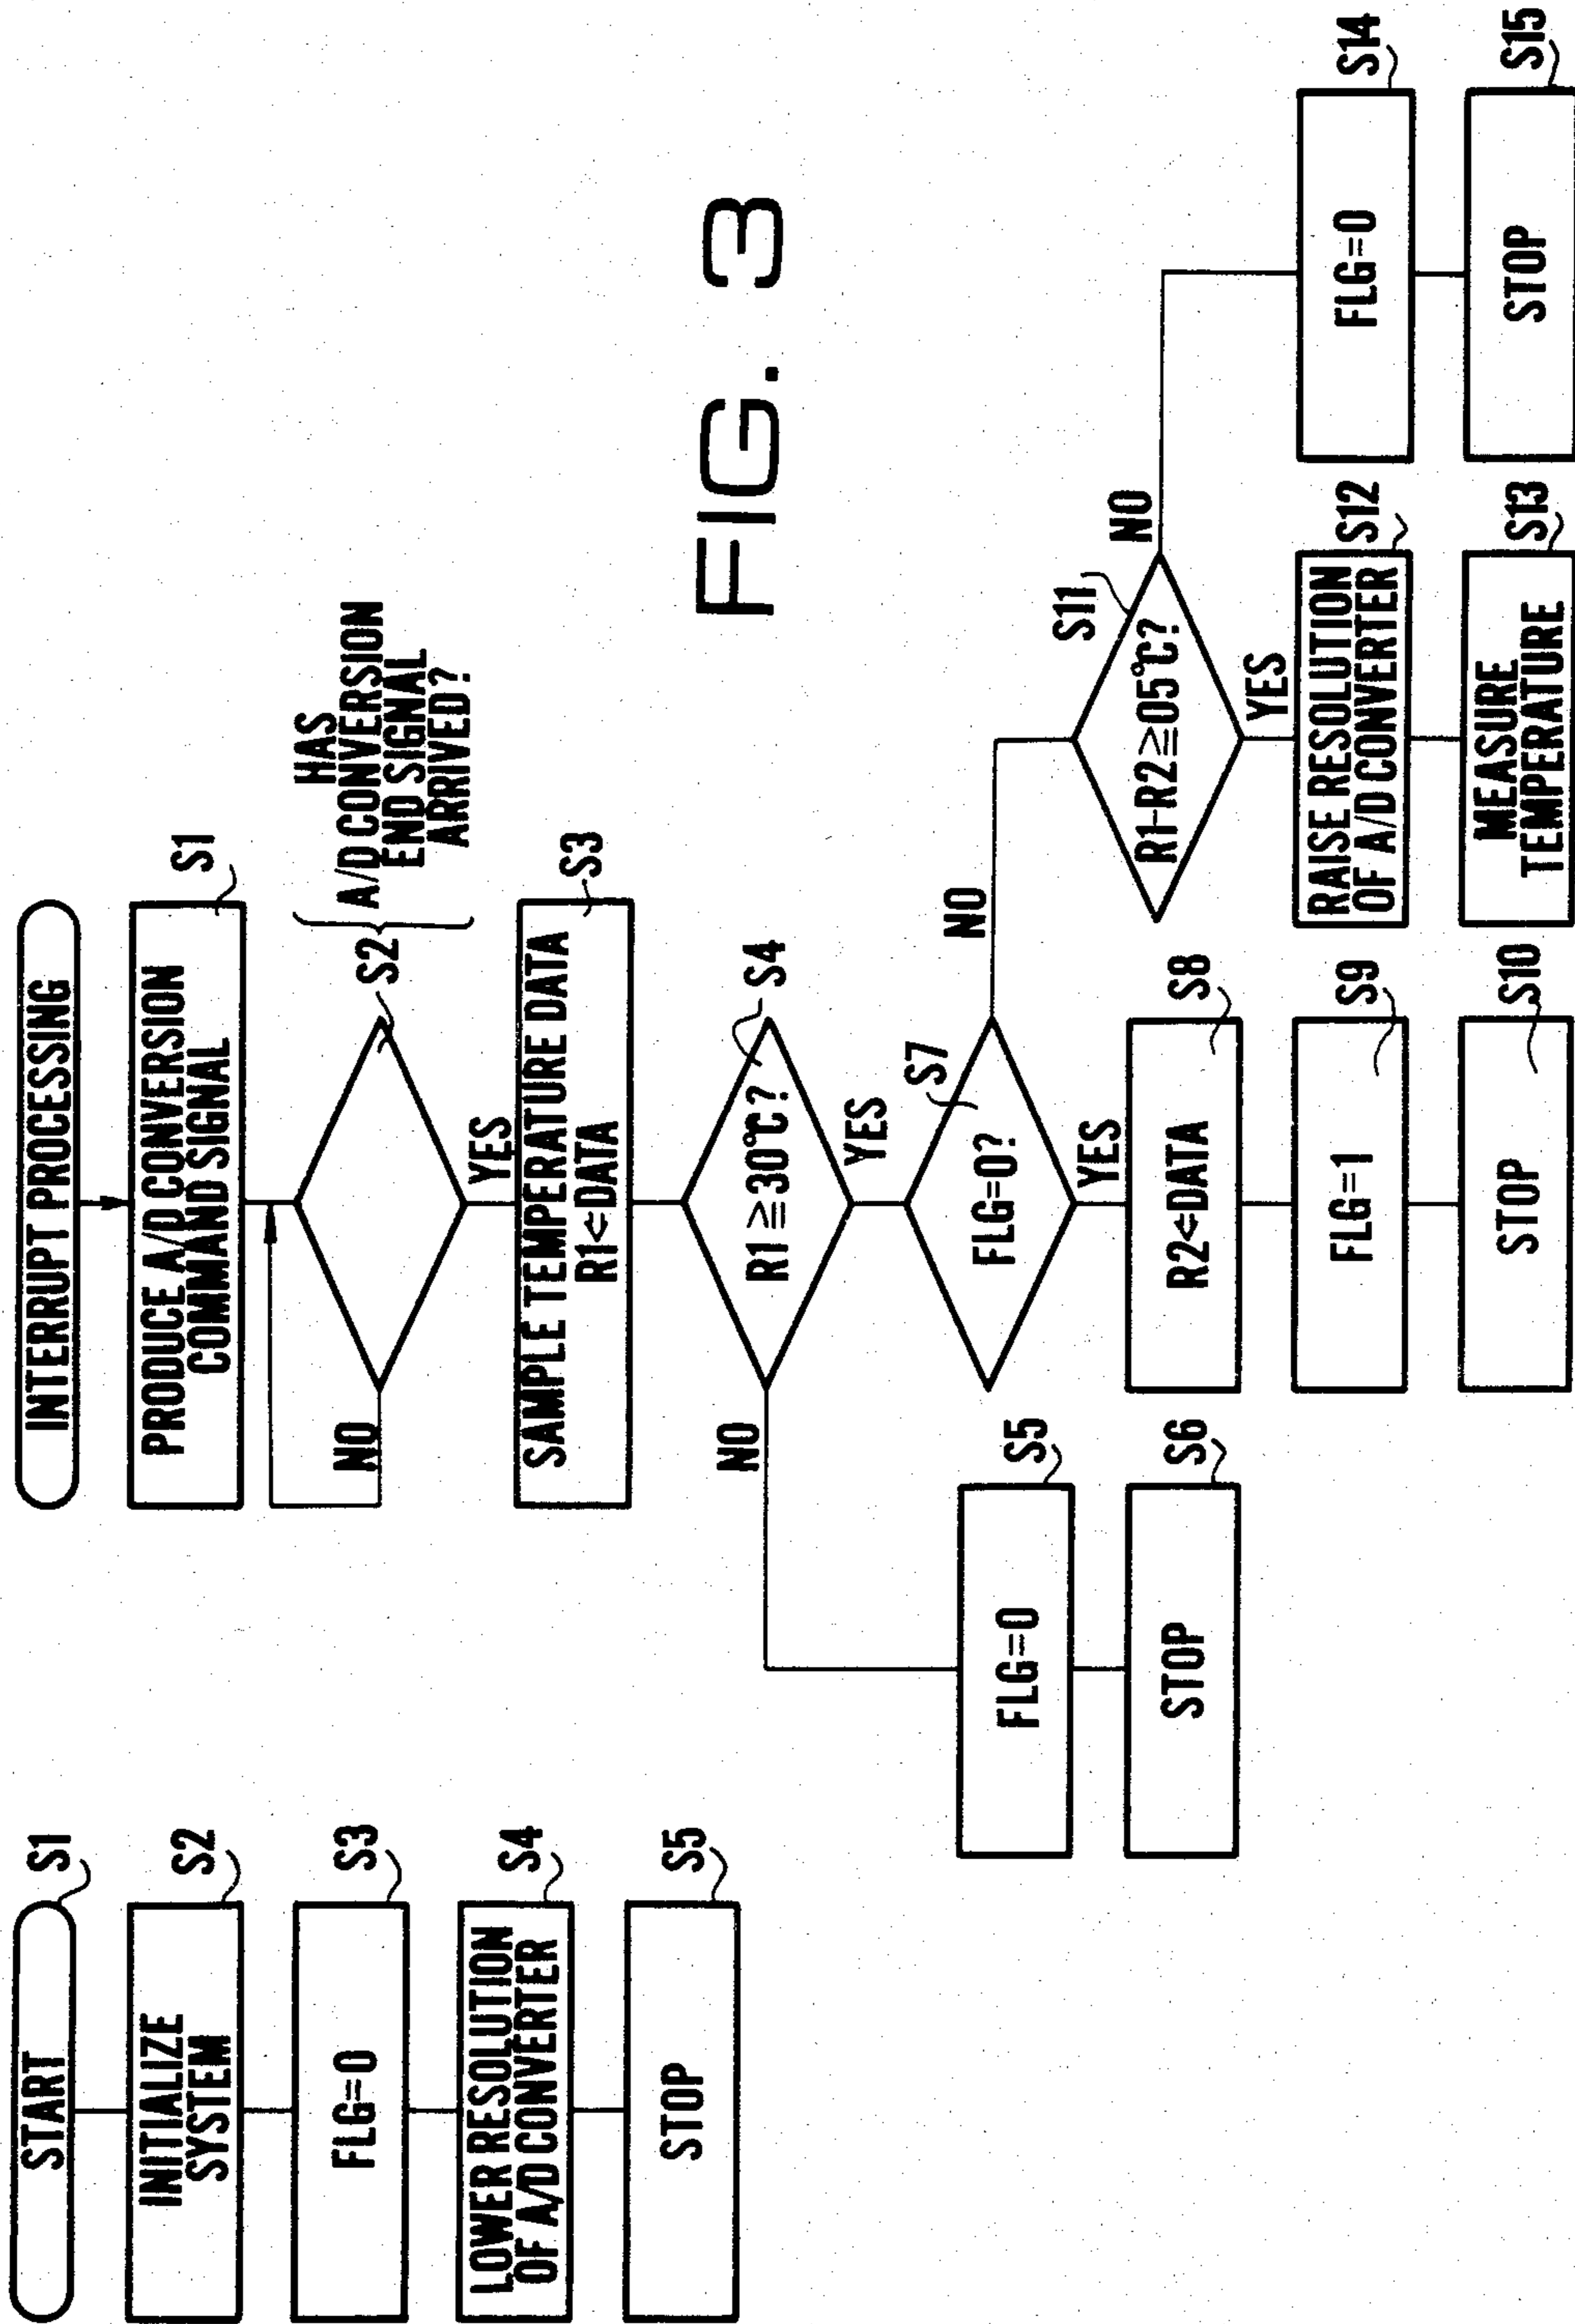 START
S1
INITIALIZE
SYSTEM
S2
FLG=0
S3
LOWER RESOLUTION
OF A/D CONVERTER
S4
STOP
S5
INTERRUPT PROCESSING
PRODUCE A/D CONVERSION
COMMAND SIGNAL
S1
S2
HAS
A/D CONVERSION
END SIGNAL
ARRIVED?
NO
YES
SAMPLE TEMPERATURE DATA
R1⇐DATA
S3
R1≧30℃?
S4
NO
YES
FLG=0
S5
STOP
S6
FLG=0?
S7
NO
YES
R2⇐DATA
S8
FLG=1
S9
STOP
S10
R1-R2≧05℃?
S11
NO
YES
RAISE RESOLUTION
OF A/D CONVERTER
S12
MEASURE
TEMPERATURE
S13
FLG=0
S14
STOP
S15
FIG. 3